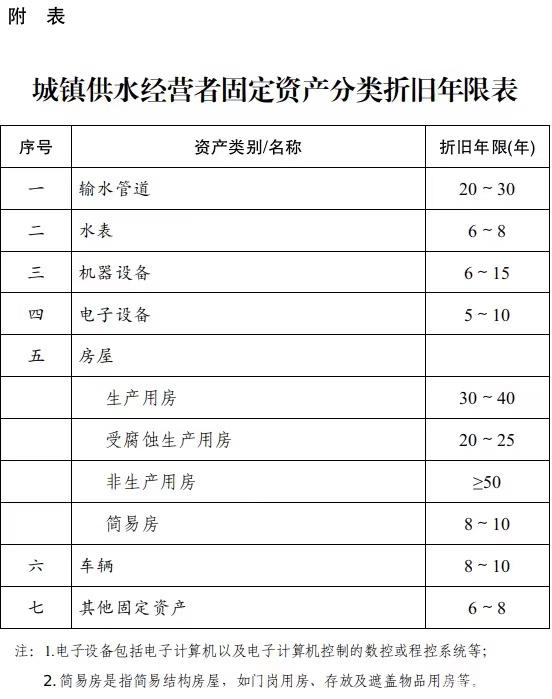 附 表
城镇供水经营者固定资产分类折旧年限表
序号 资产类别/名称 折旧年限(年)
一 输水管道 20～30
二 水表 6～8
三 机器设备 6～15
四 电子设备 5～10
五 房屋
生产用房 30～40
受腐蚀生产用房 20～25
非生产用房 ≥50
简易房 8～10
六 车辆 8～10
七 其他固定资产 6～8
注：1.电子设备包括电子计算机以及电子计算机控制的数控或程控系统等；
2.简易房是指简易结构房屋，如门岗用房、存放及遮盖物品用房等.